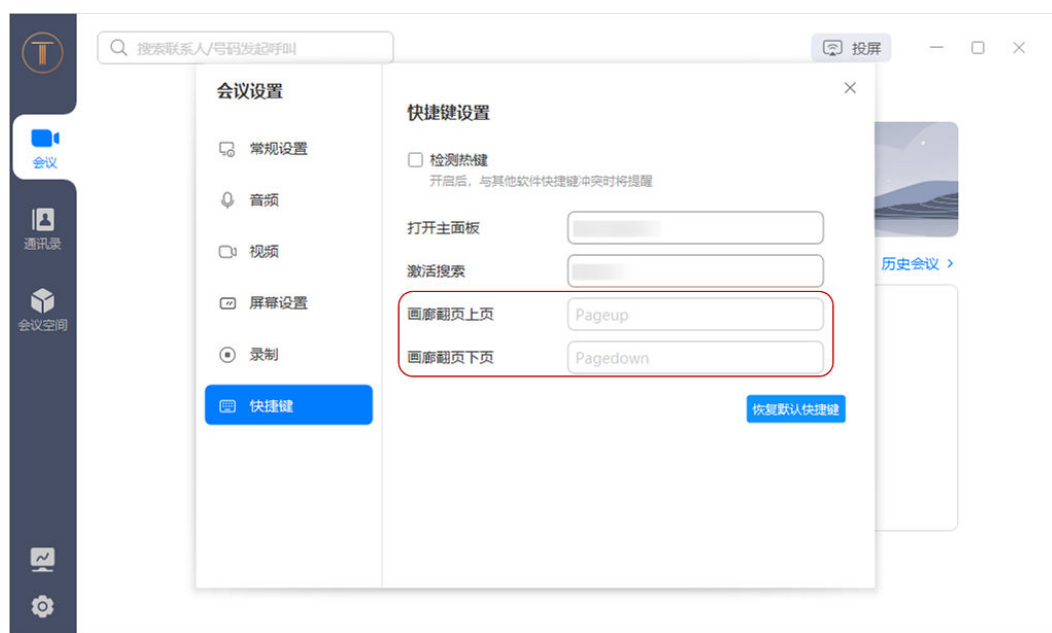 搜索联系人/号码发起呼叫
投屏
会议
通讯录
会议空间
会议设置
常规设置
音频
视频
屏幕设置
录制
快捷键
快捷键设置
检测热键
开启后，与其他软件快捷键冲突时将提醒
打开主面板
激活搜索
画廊翻页上页 Pageup
画廊翻页下页 Pagedown
恢复默认快捷键
历史会议